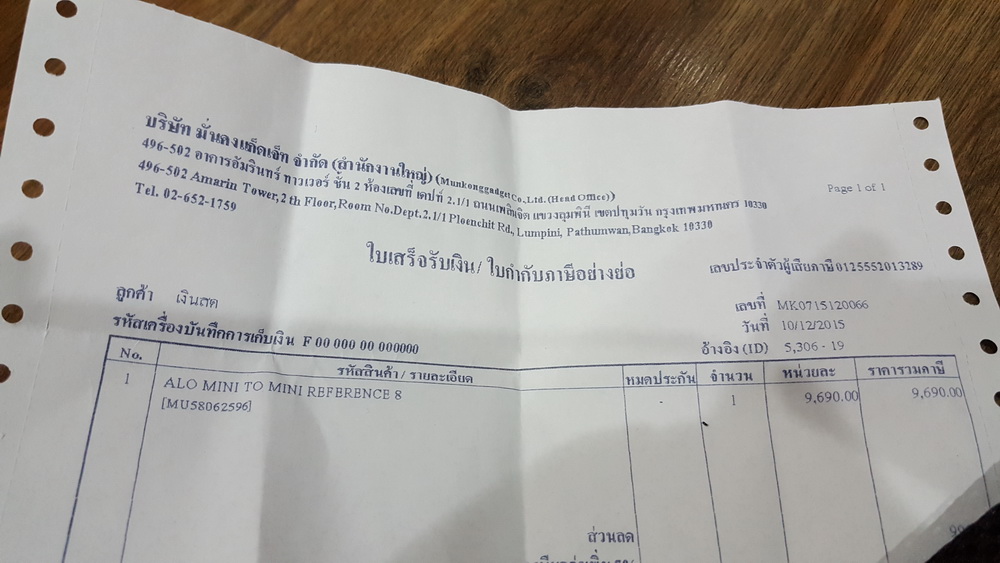 บริษัท มั่นคงแก็ดเจ็ท จำกัด (สำนักงานใหญ่) (Munkonggadget Co.,Ltd. (Head Office))
496-502 อาคารอัมรินทร์ ทาวเวอร์ ชั้น 2 ห้องเลขที่ เดปท์ 2.1/1 ถนนเพลินจิต แขวงลุมพินี เขตปทุมวัน กรุงเทพมหานคร 10330
496-502 Amarin Tower,2 th Floor,Room No.Dept.2.1/1 Ploenchit Rd., Lumpini, Pathumwan,Bangkok 10330
Tel. 02-652-1759
Page 1 of 1
ใบเสร็จรับเงิน/ ใบกำกับภาษีอย่างย่อ
เลขประจำตัวผู้เสียภาษี 0125552013289
ลูกค้า เงินสด
เลขที่ MK0715120066
วันที่ 10/12/2015
รหัสเครื่องบันทึกการเก็บเงิน F 00 000 00 000000
อ้างอิง (ID) 5,306 - 19
No. รหัสสินค้า / รายละเอียด หมดประกัน จำนวน หน่วยละ ราคารวมภาษี
1 ALO MINI TO MINI REFERENCE 8 - 1 9,690.00 9,690.00
[MU58062596]
ส่วนลด